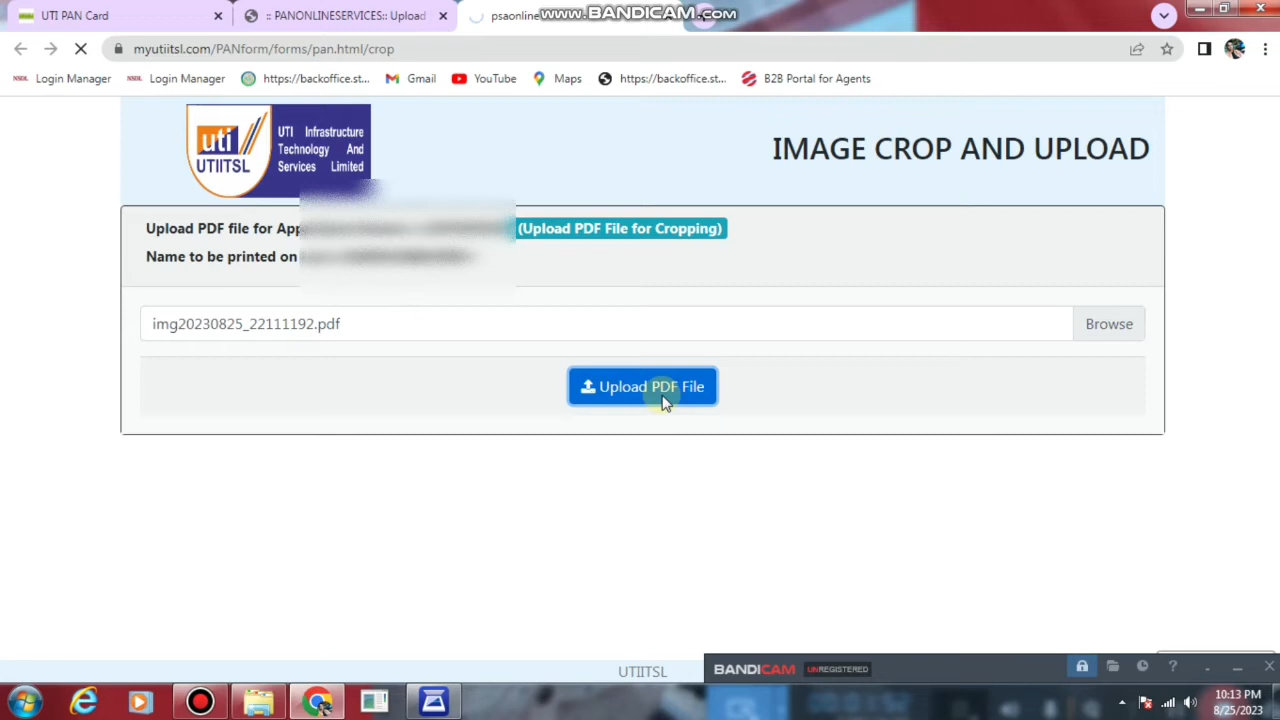 www.BANDICAM.com
UTI PAN Card
:: PANONLINESERVICES:: Upload
psaonline
myutiitsl.com/PANform/forms/pan.html/crop
NSDL Login Manager NSDL Login Manager https://backoffice.st... Gmail YouTube Maps https://backoffice.st... B2B Portal for Agents
uti
UTIITSL
UTI Infrastructure
Technology And
Services Limited
IMAGE CROP AND UPLOAD
Upload PDF file for App (Upload PDF File for Cropping)
Name to be printed on
img20230825_22111192.pdf Browse
Upload PDF File
UTIITSL
BANDICAM UNREGISTERED
10:13 PM
8/25/2023